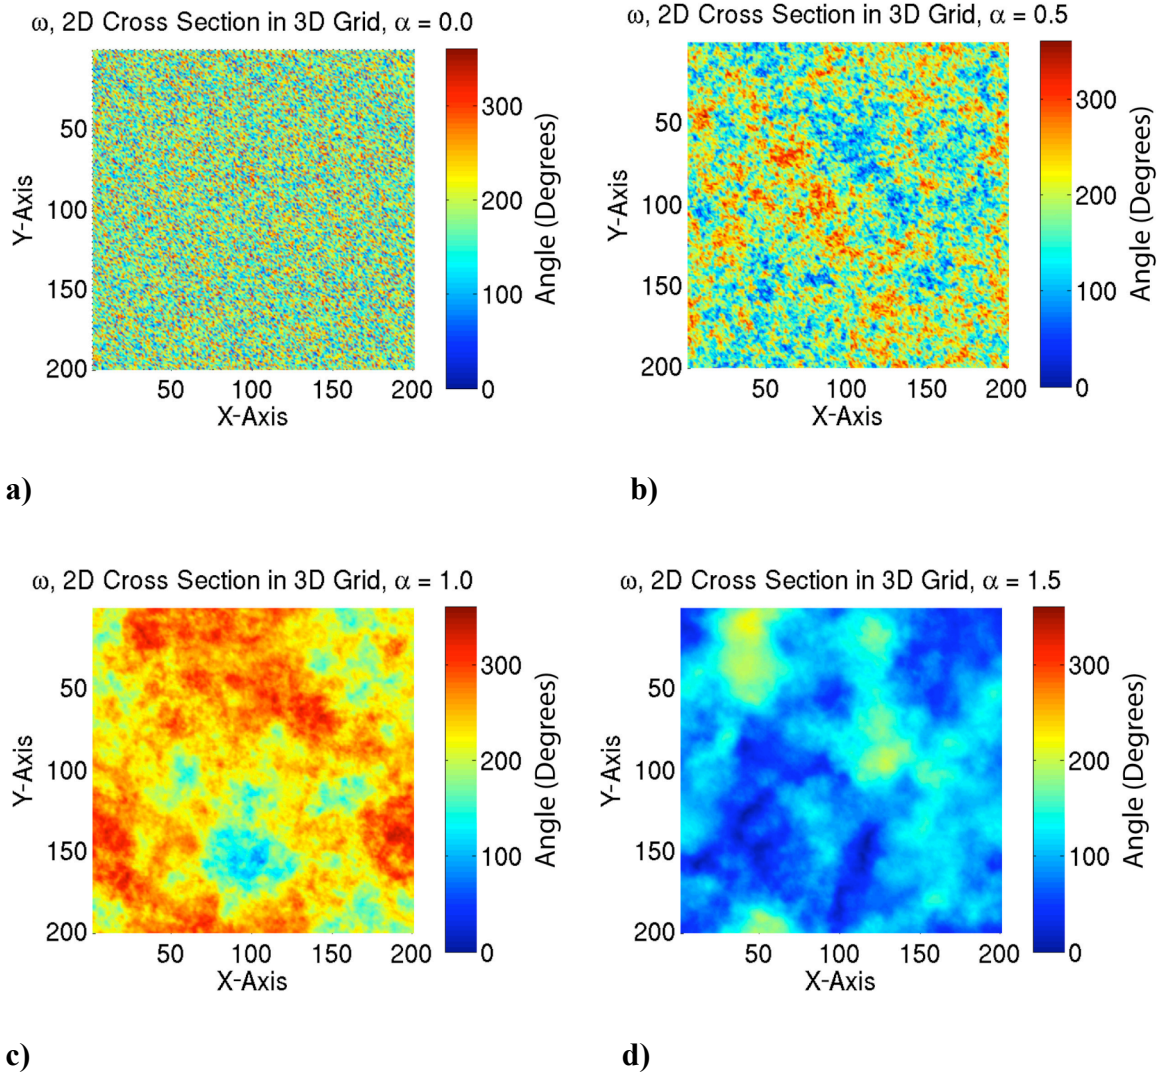 ω, 2D Cross Section in 3D Grid, α = 0.0
Y-Axis
50
100
150
200
50 100 150 200
X-Axis
300
200
100
0
Angle (Degrees)
a)
ω, 2D Cross Section in 3D Grid, α = 0.5
Y-Axis
50
100
150
200
50 100 150 200
X-Axis
300
200
100
0
Angle (Degrees)
b)
ω, 2D Cross Section in 3D Grid, α = 1.0
Y-Axis
50
100
150
200
50 100 150 200
X-Axis
300
200
100
0
Angle (Degrees)
c)
ω, 2D Cross Section in 3D Grid, α = 1.5
Y-Axis
50
100
150
200
50 100 150 200
X-Axis
300
200
100
0
Angle (Degrees)
d)